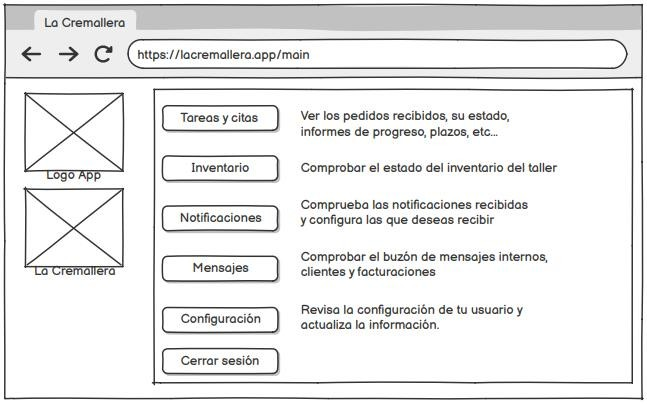 La Cremallera
https://lacremallera.app/main
Logo App
La Cremallera
Tareas y citas
Ver los pedidos recibidos, su estado,
informes de progreso, plazos, etc...
Inventario
Comprobar el estado del inventario del taller
Notificaciones
Comprueba las notificaciones recibidas
y configura las que deseas recibir
Mensajes
Comprobar el buzón de mensajes internos,
clientes y facturaciones
Configuración
Revisa la configuración de tu usuario y
actualiza la información.
Cerrar sesión